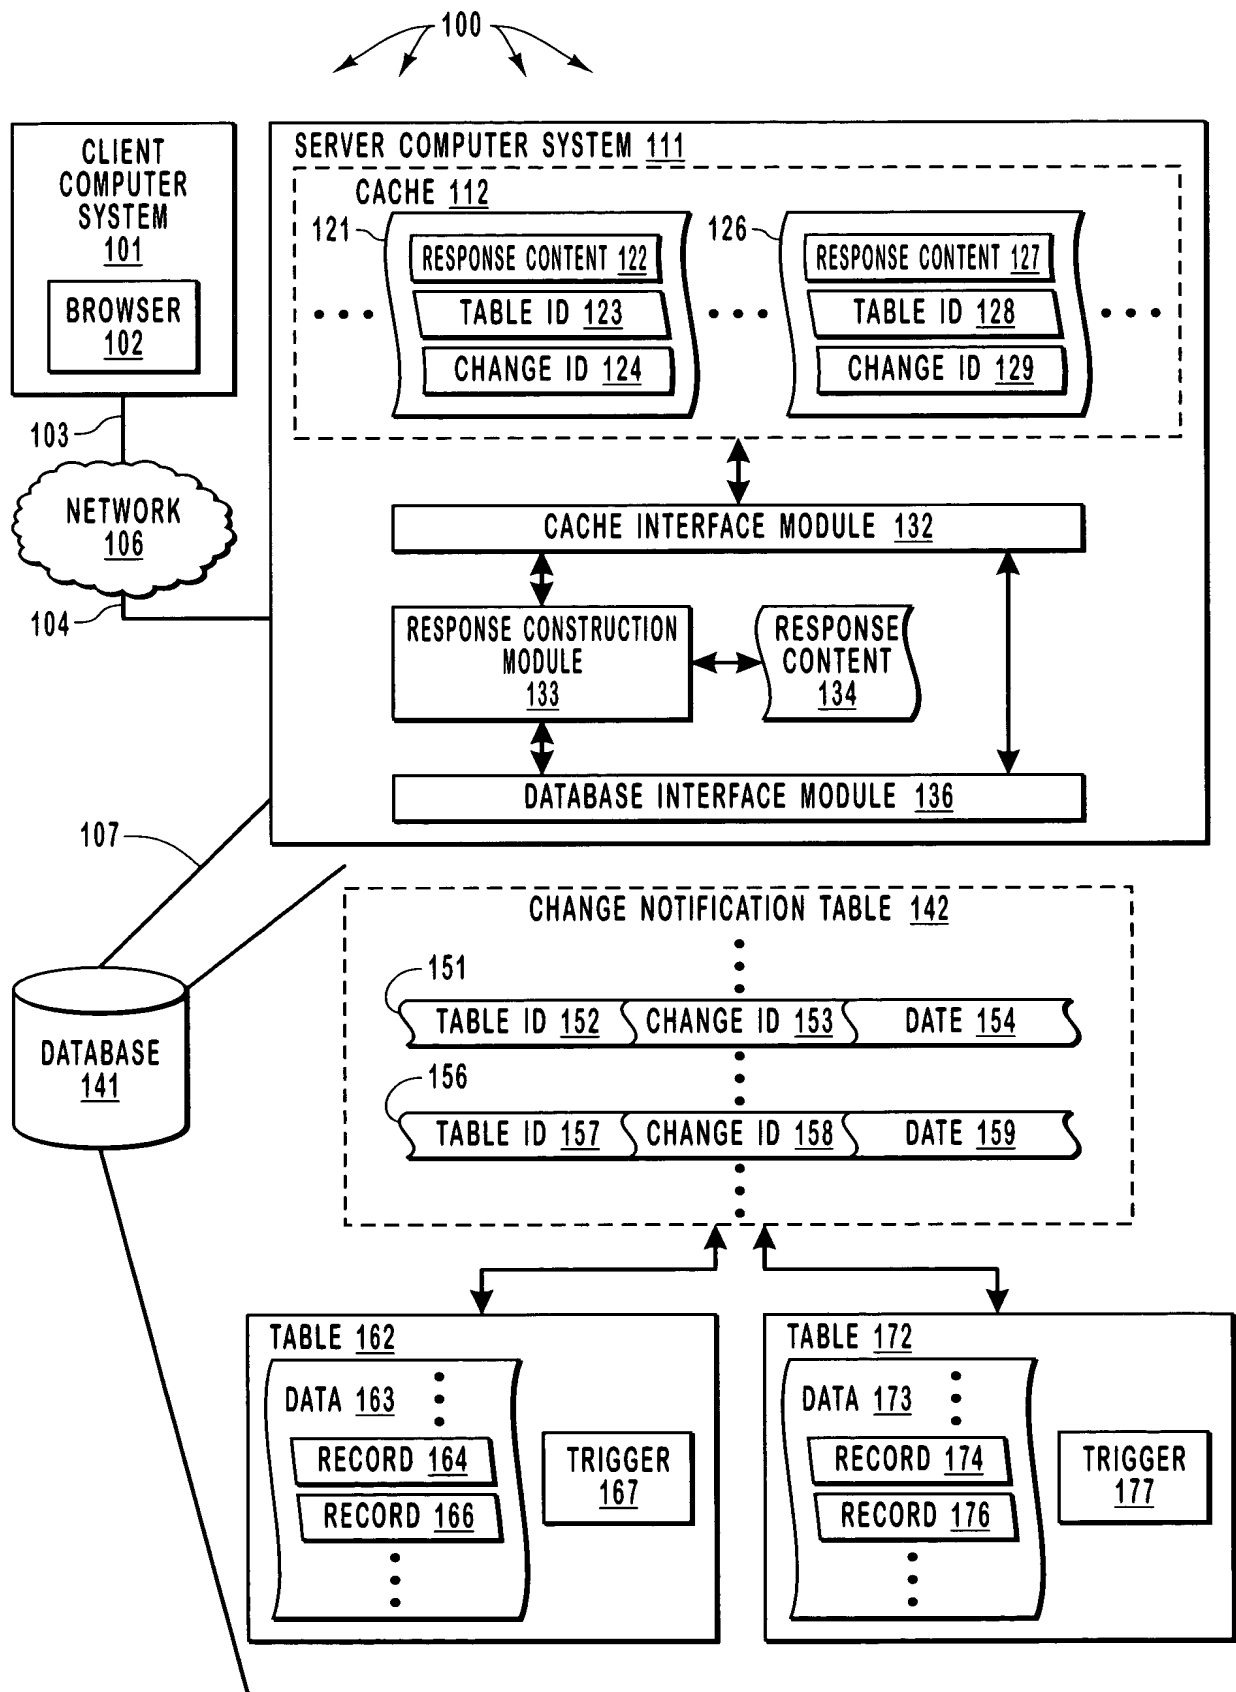 100
CLIENT
COMPUTER
SYSTEM
101
BROWSER
102
103
NETWORK
106
104
SERVER COMPUTER SYSTEM 111
CACHE 112
121
RESPONSE CONTENT 122
TABLE ID 123
CHANGE ID 124
126
RESPONSE CONTENT 127
TABLE ID 128
CHANGE ID 129
CACHE INTERFACE MODULE 132
RESPONSE CONSTRUCTION
MODULE
133
RESPONSE
CONTENT
134
DATABASE INTERFACE MODULE 136
107
DATABASE
141
CHANGE NOTIFICATION TABLE 142
151
TABLE ID 152 CHANGE ID 153 DATE 154
156
TABLE ID 157 CHANGE ID 158 DATE 159
TABLE 162
DATA 163
RECORD 164
RECORD 166
TRIGGER
167
TABLE 172
DATA 173
RECORD 174
RECORD 176
TRIGGER
177